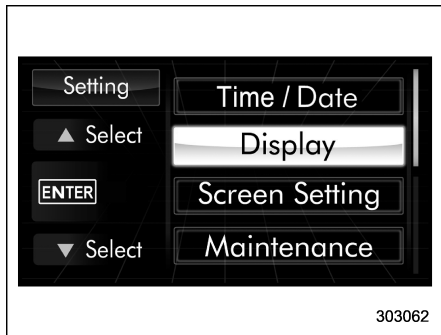 Setting
▲ Select
ENTER
▼ Select
Time / Date
Display
Screen Setting
Maintenance
303062